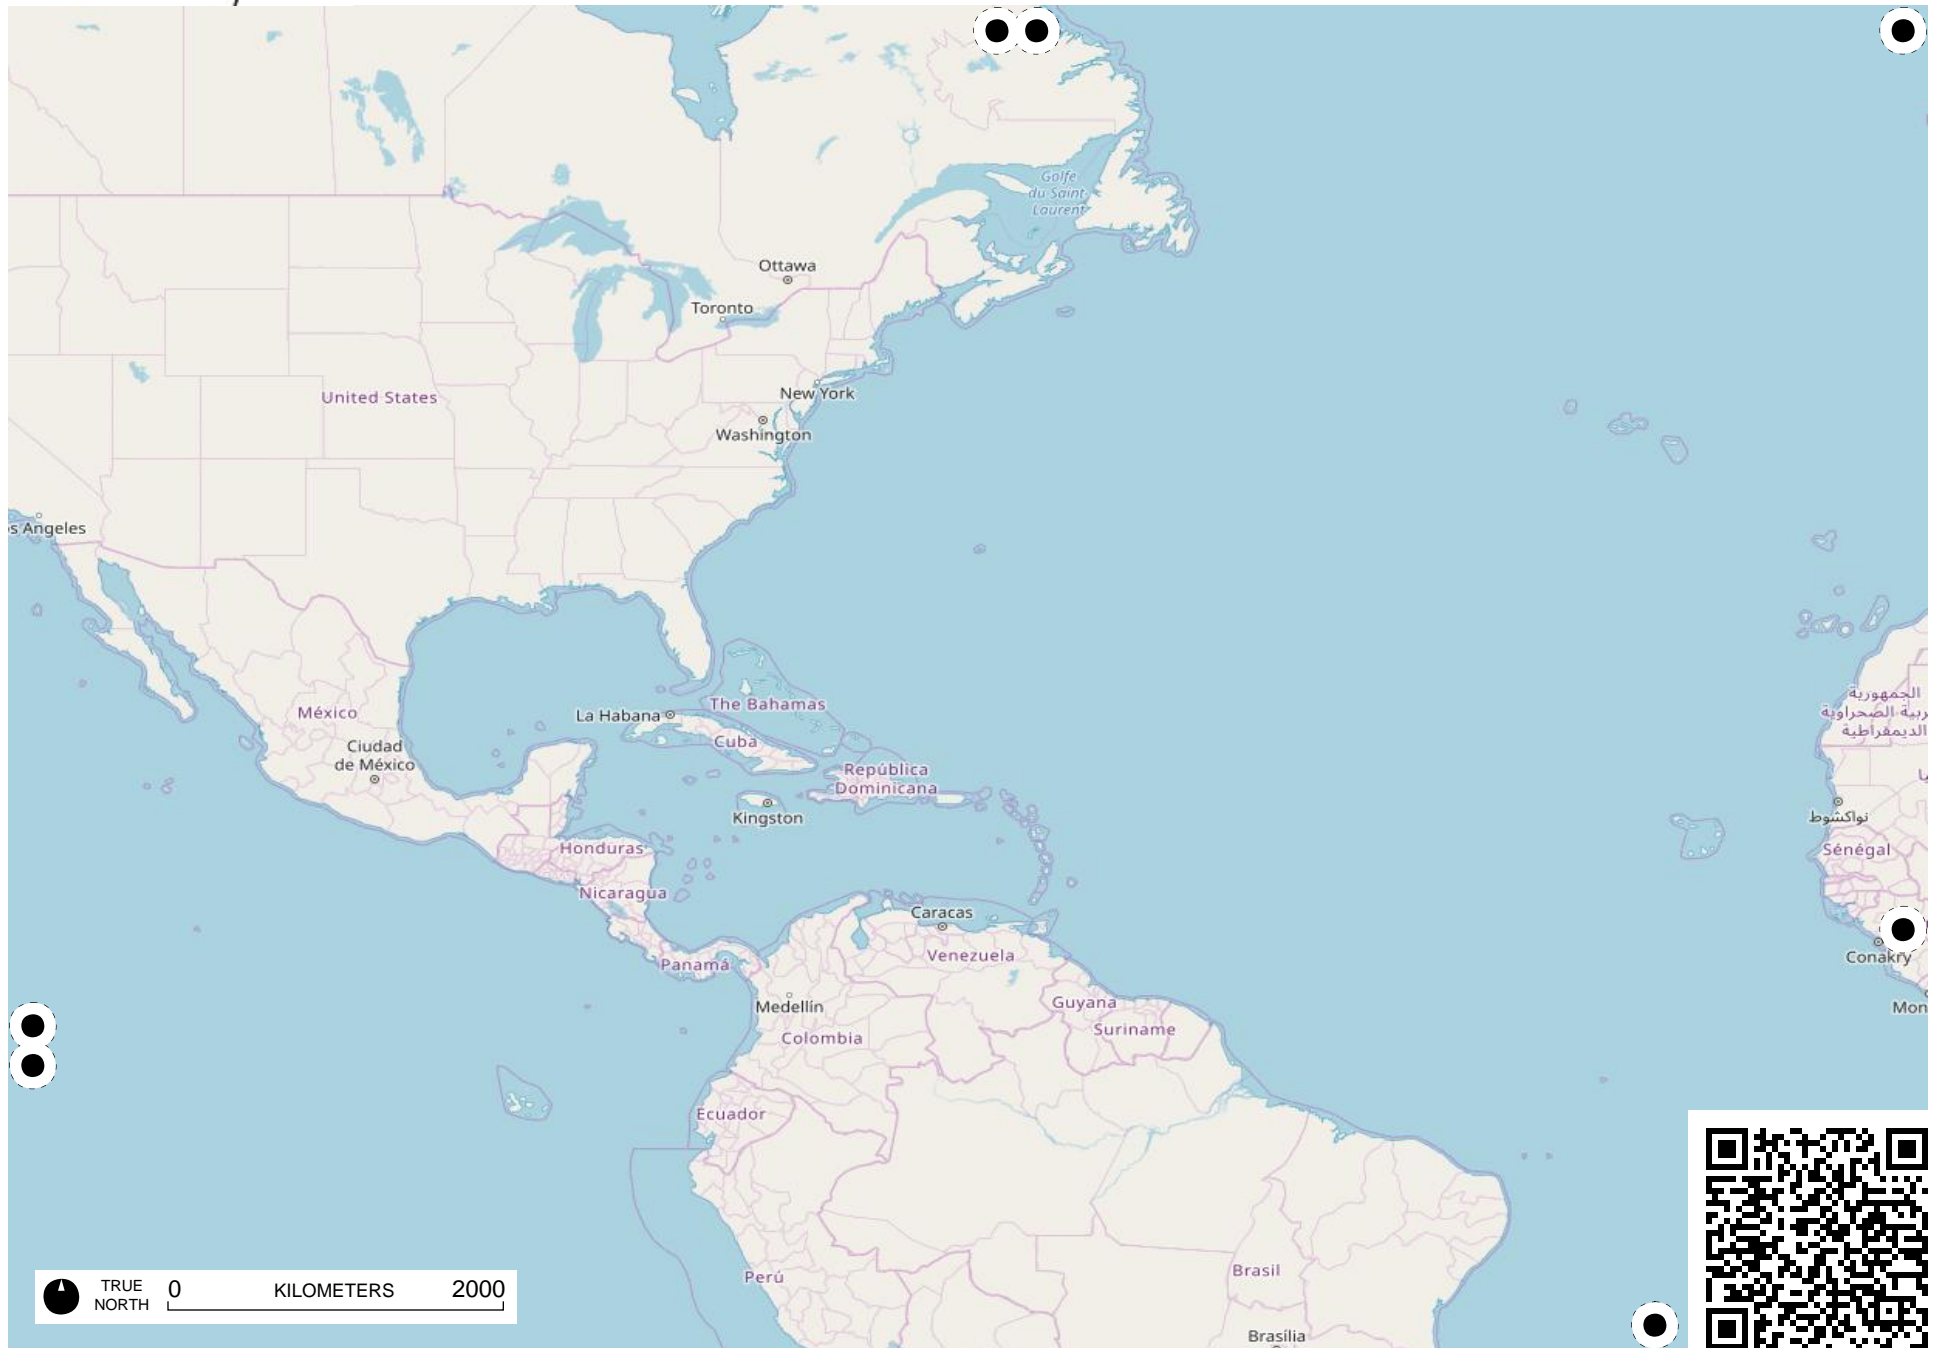 Golfe
du Saint
Laurent
Ottawa
Toronto
United States
New York
Washington
s Angeles
La Habana
The Bahamas
México
Cuba
Ciudad
de México
República
Dominicana
Kingston
الجمهورية
الديمقراطية
نواكشوط
Honduras
Sénégal
Nicaragua
Caracas
Venezuela
Panamá
Conakry
Medellín
Guyana
Mon
Suriname
Colombia
Ecuador
Perú
Brasil
Brasília
TRUE
NORTH
0 KILOMETERS 2000